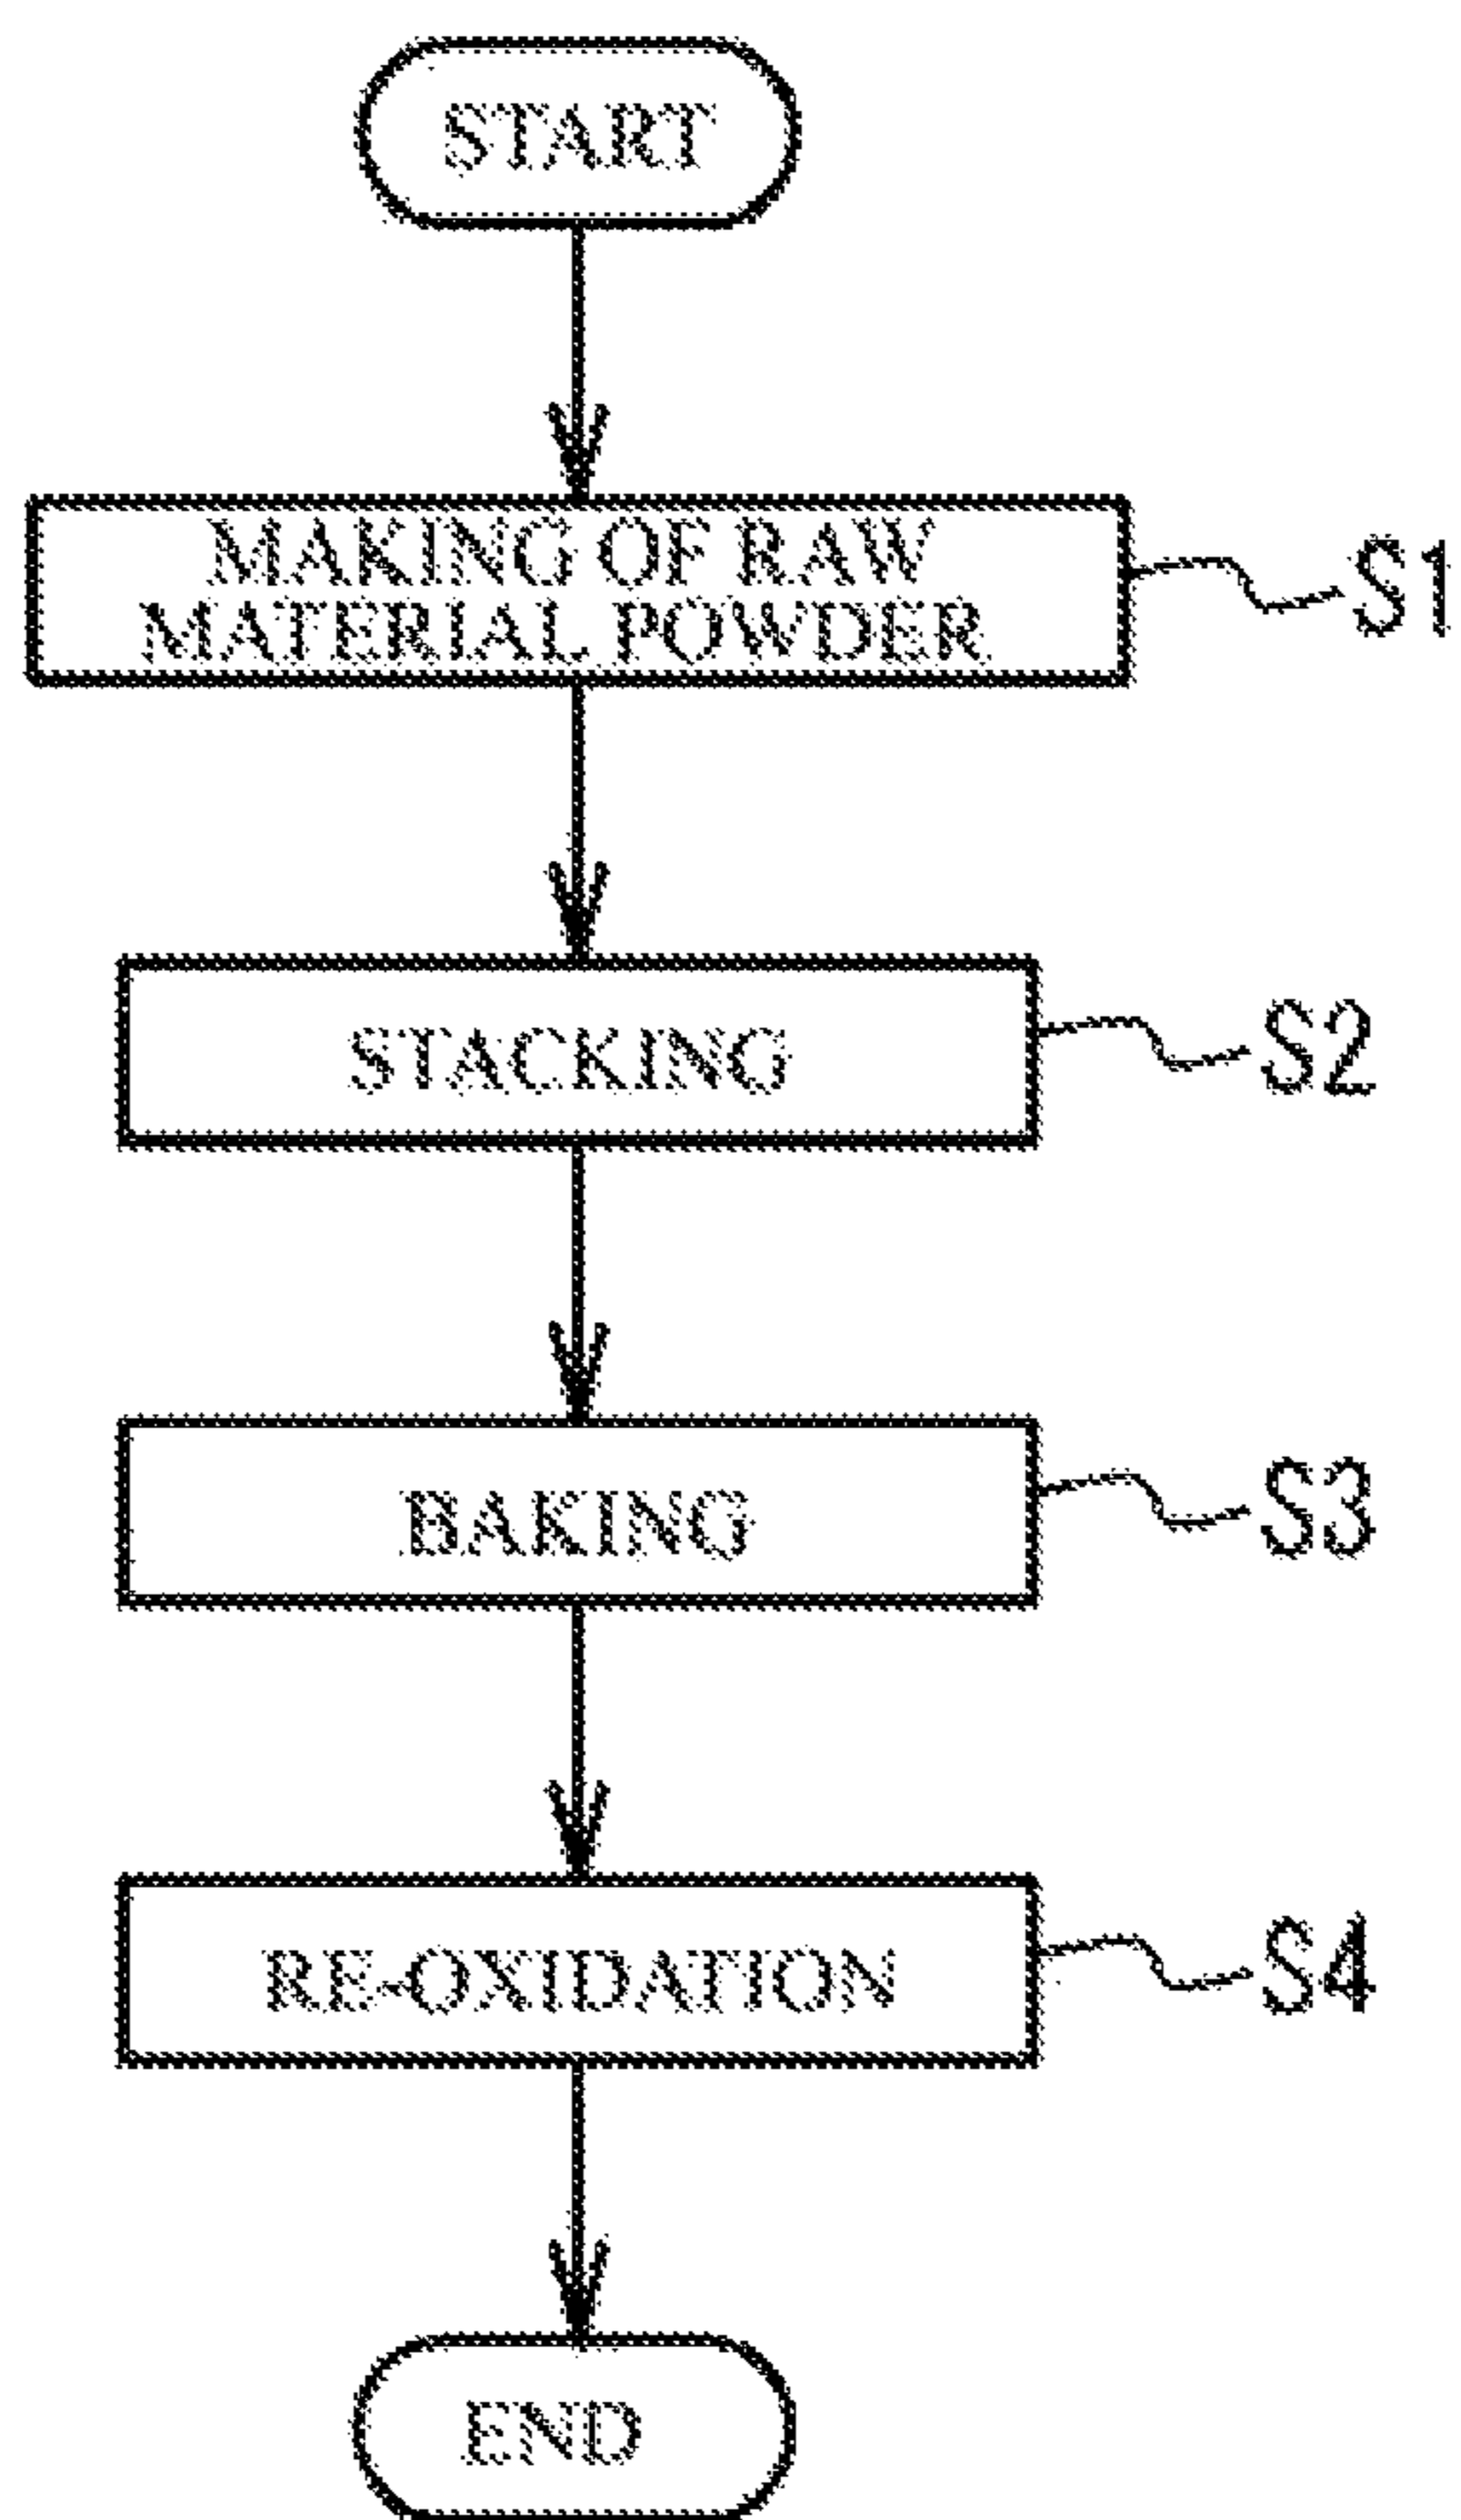 START
MAKING OF RAW
MATERIAL POWDER
S1
STACKING
S2
BAKING
S3
RE-OXIDATION
S4
END